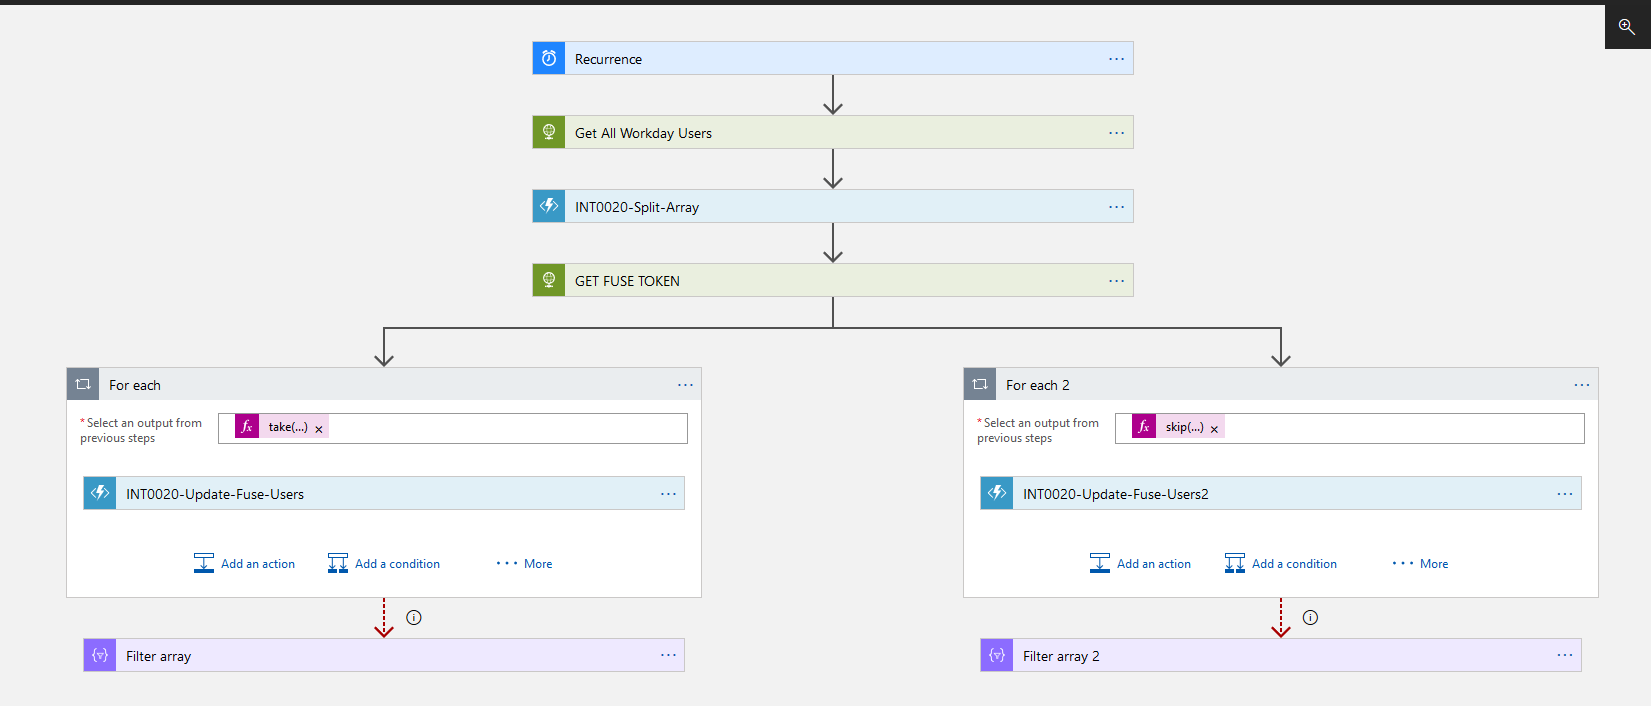 Recurrence
Get All Workday Users
INT0020-Split-Array
GET FUSE TOKEN
For each
* Select an output from
previous steps
fx take(...) ×
INT0020-Update-Fuse-Users
Add an action
Add a condition
··· More
Filter array
For each 2
* Select an output from
previous steps
fx skip(...) ×
INT0020-Update-Fuse-Users2
Add an action
Add a condition
··· More
Filter array 2